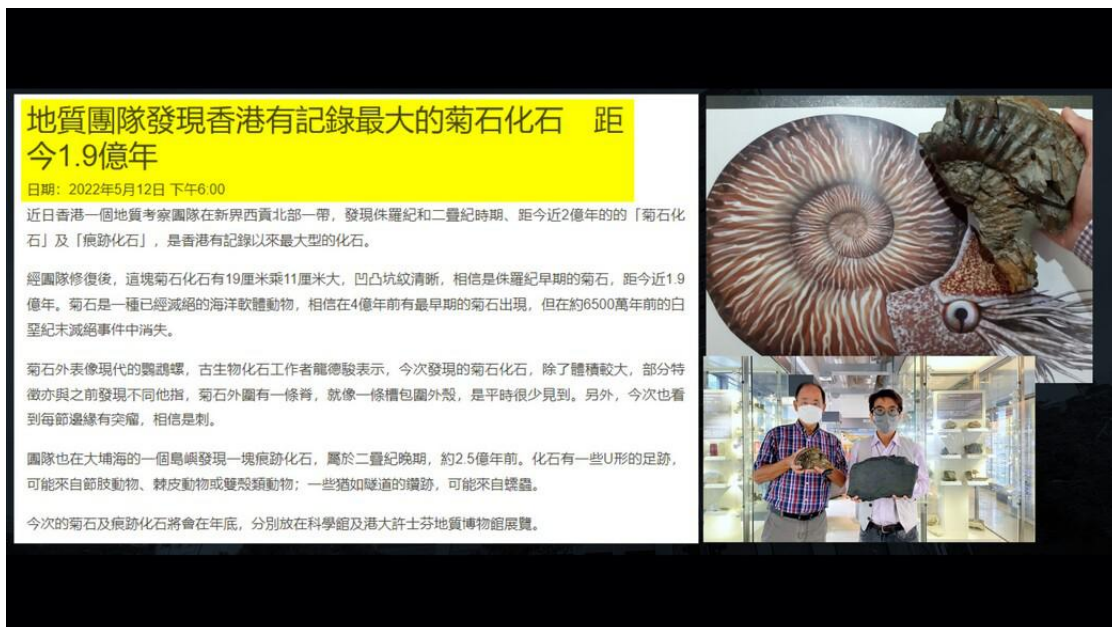 地質團隊發現香港有記錄最大的菊石化石　距
今1.9億年
日期：2022年5月12日 下午6:00
近日香港一個地質考察團隊在新界西貢北部一帶，發現侏羅紀和二疊紀時期、距今近2億年的的「菊石化
石」及「痕跡化石」，是香港有記錄以來最大型的化石。
經團隊修復後，這塊菊石化石有19厘米乘11厘米大，凹凸坑紋清晰，相信是侏羅紀早期的菊石，距今近1.9
億年。菊石是一種已經滅絕的海洋軟體動物，相信在4億年前有最早期的菊石出現，但在約6500萬年前的白
堊紀末滅絕事件中消失。
菊石外表像現代的鸚鵡螺，古生物化石工作者龍德駿表示，今次發現的菊石化石，除了體積較大，部分特
徵亦與之前發現不同他指，菊石外圍有一條脊，就像一條槽包圍外殼，是平時很少見到。另外，今次也看
到每節邊緣有突瘤，相信是刺。
團隊也在大埔海的一個島嶼發現一塊痕跡化石，屬於二疊紀晚期，約2.5億年前。化石有一些U形的足跡，
可能來自節肢動物、棘皮動物或雙殼類動物；一些猶如隧道的鑽跡，可能來自蠕蟲。
今次的菊石及痕跡化石將會在年底，分別放在科學館及港大許士芬地質博物館展覽。